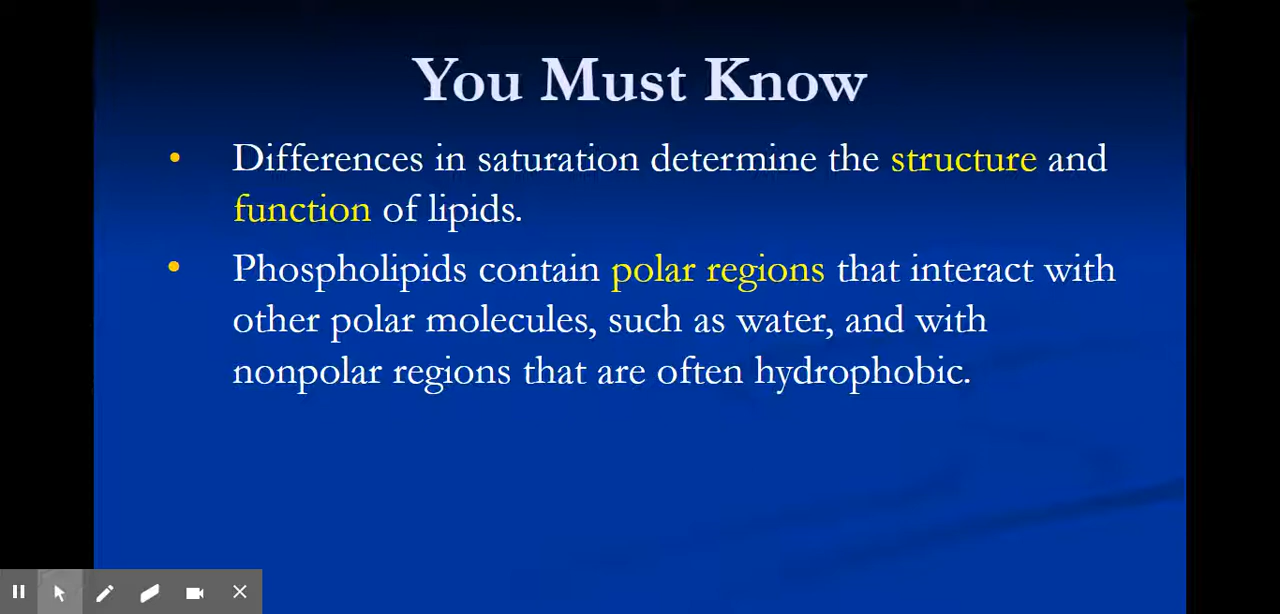 You Must Know
• Differences in saturation determine the structure and
function of lipids.
• Phospholipids contain polar regions that interact with
other polar molecules, such as water, and with
nonpolar regions that are often hydrophobic.